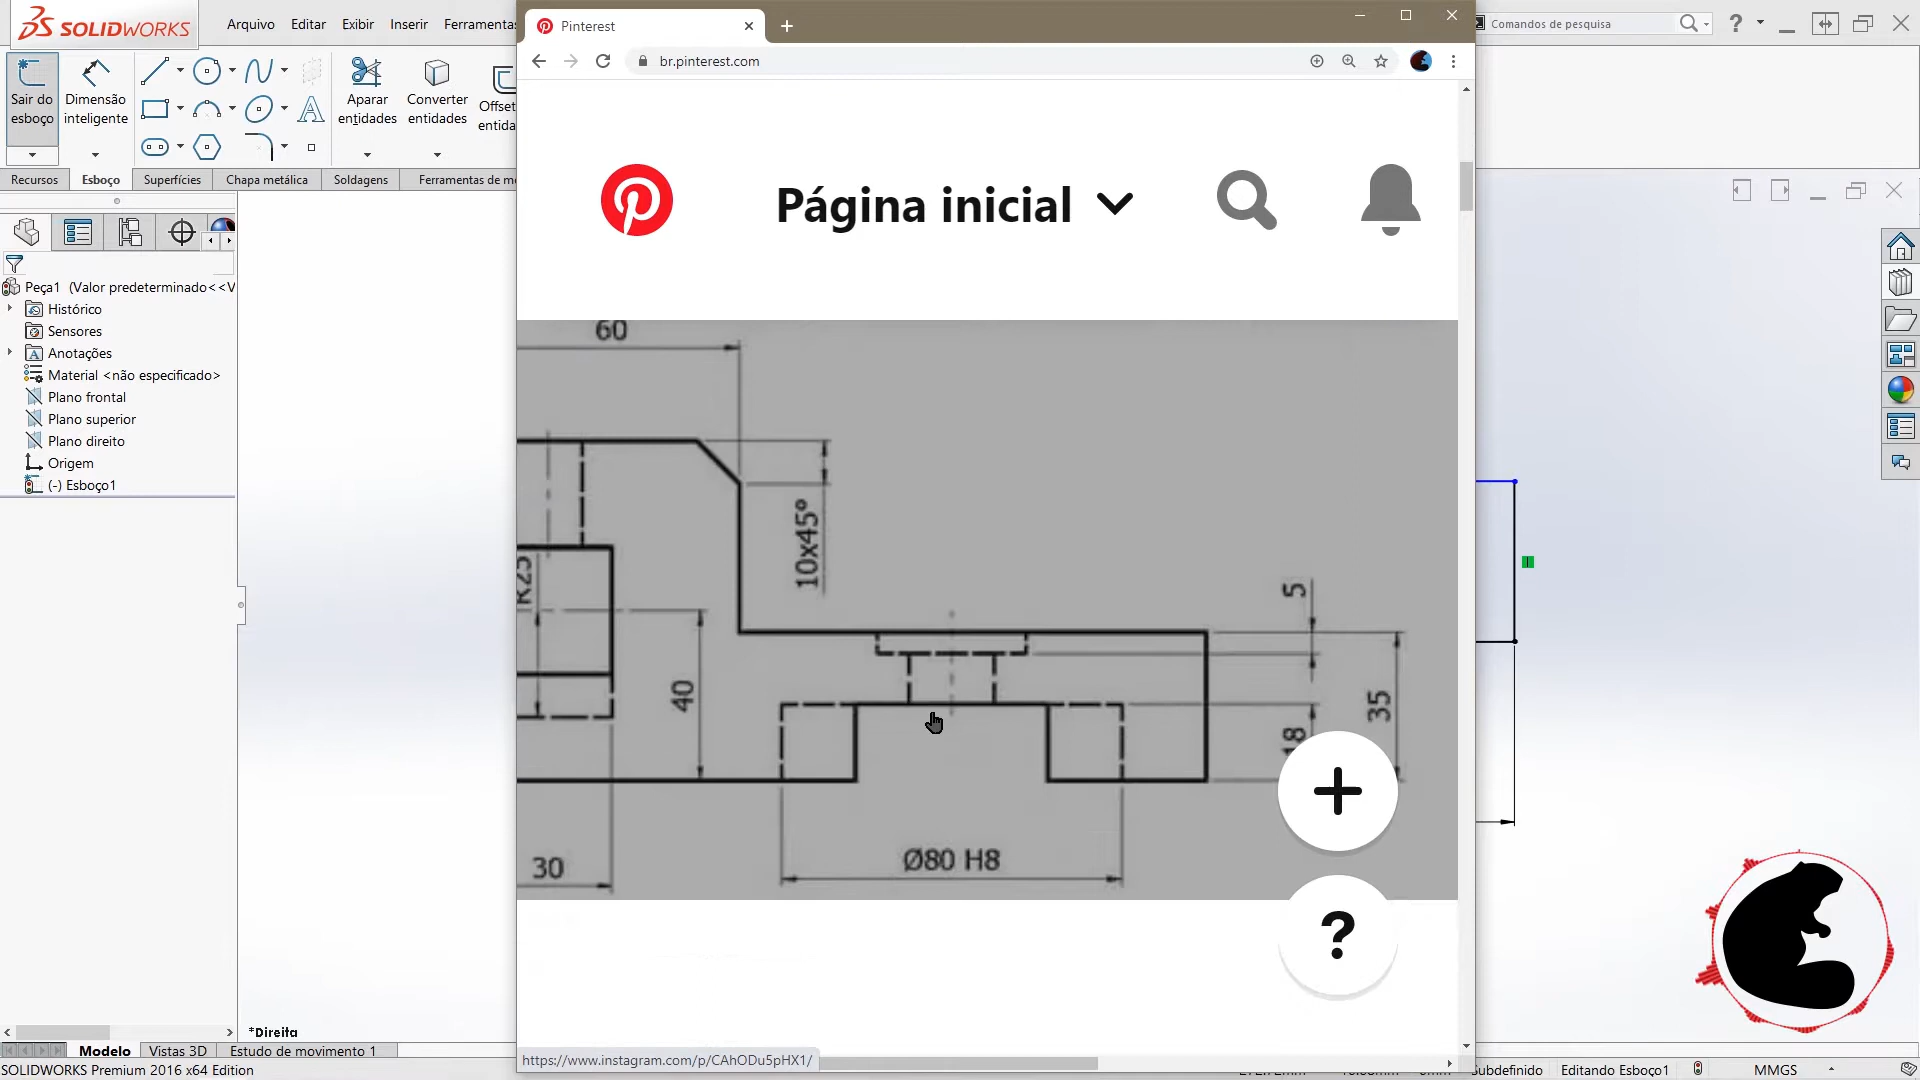 SOLIDWORKS
Arquivo Editar Exibir Inserir Ferramentas
Sair do esboço
Dimensão inteligente
Aparar entidades
Converter entidades
Offset
Recursos Esboço Superfícies Chapa metálica Soldagens
Peça1 (Valor predeterminado<<V
Histórico
Sensores
Anotações
Material <não especificado>
Plano frontal
Plano superior
Plano direito
Origem
(-) Esboço1
Pinterest
br.pinterest.com
Página inicial
60
10x45°
R25
40
5
35
18
30
Ø80 H8
+
?
https://www.instagram.com/p/CAhODu5pHX1/
Comandos de pesquisa
*Direita
Modelo Vistas 3D Estudo de movimento 1
SOLIDWORKS Premium 2016 x64 Edition
Editando Esboço1 MMGS